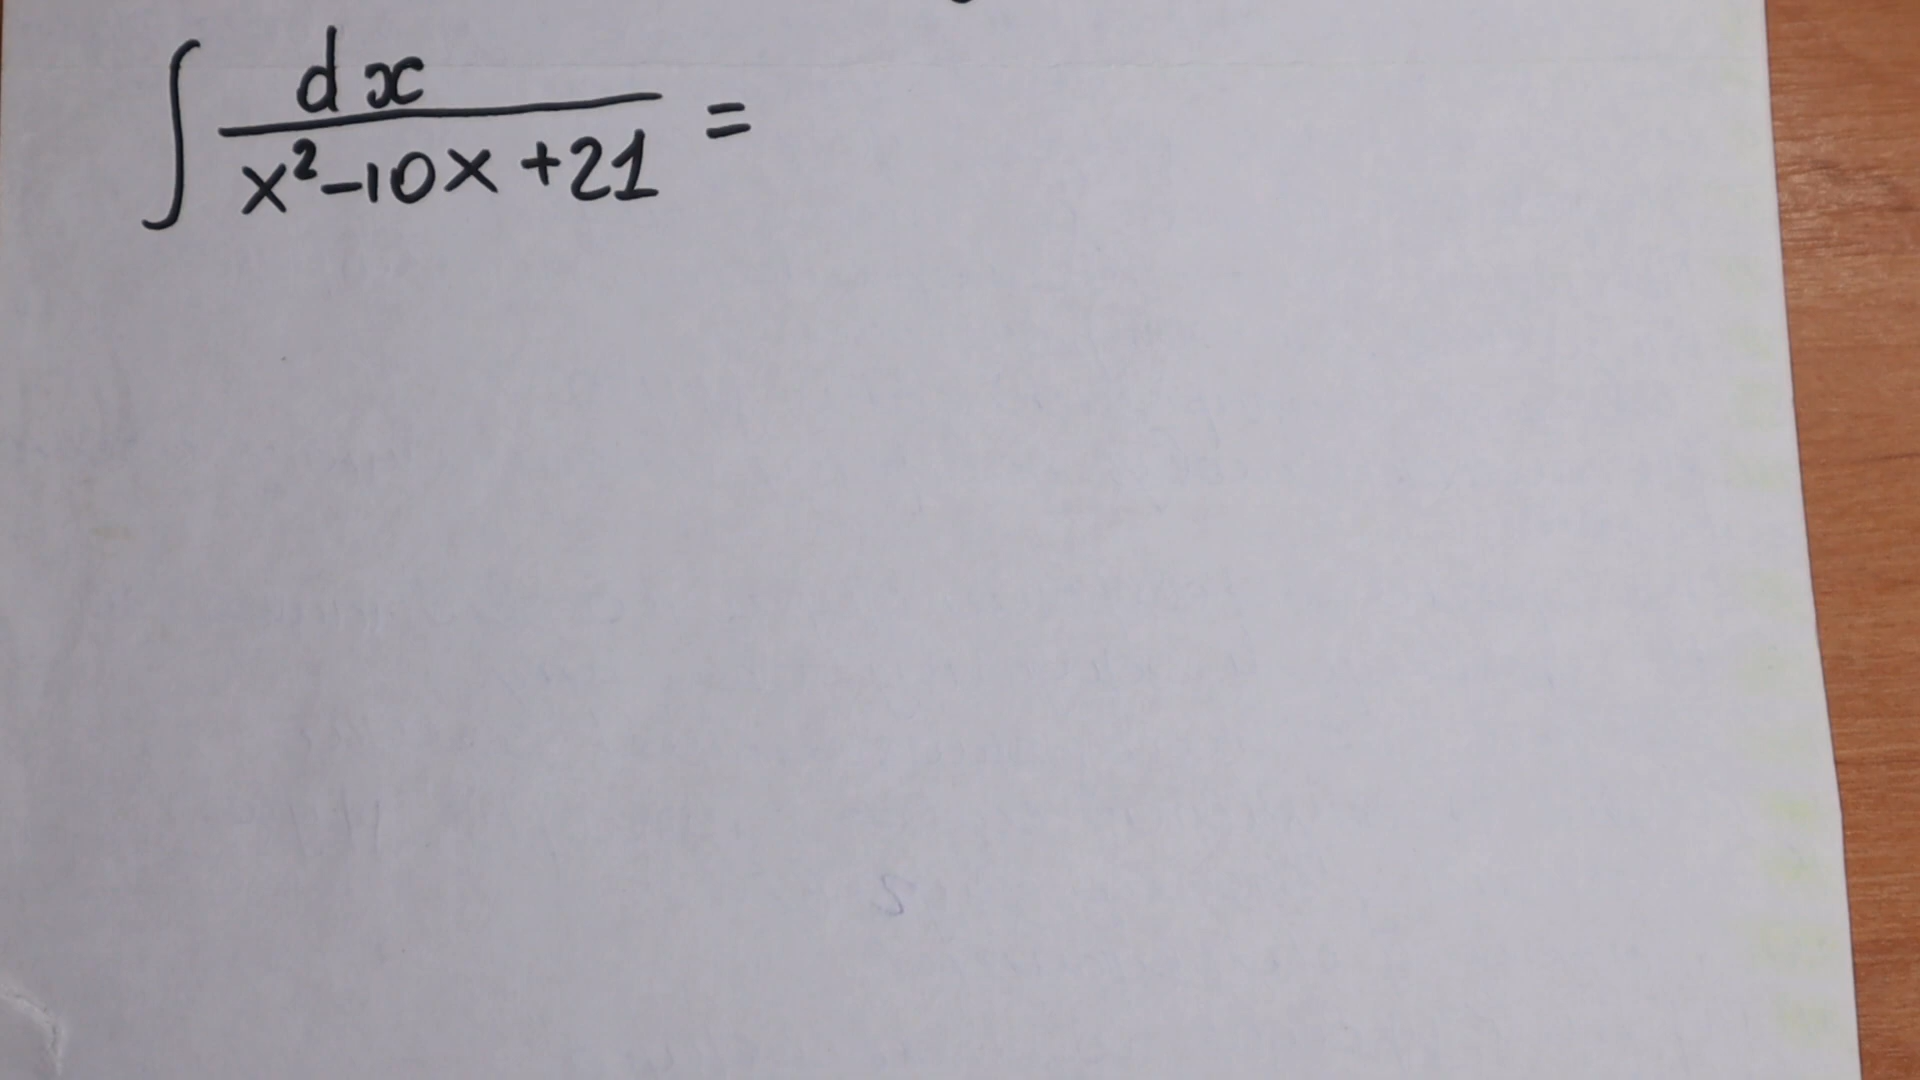 ∫ dx / (x² - 10x + 21) =